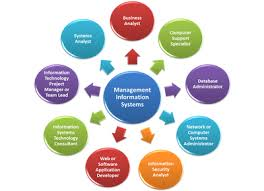 Business
Analyst
Computer
Support
Specialist
Database
Administrator
Network or
Computer
Systems
Administrator
Information
Security
Analyst
Web or
Software
Application
Developer
Information
Systems
Technology
Consultant
Information
Technology
Project
Manager or
Team Lead
Systems
Analyst
Management
Information
Systems